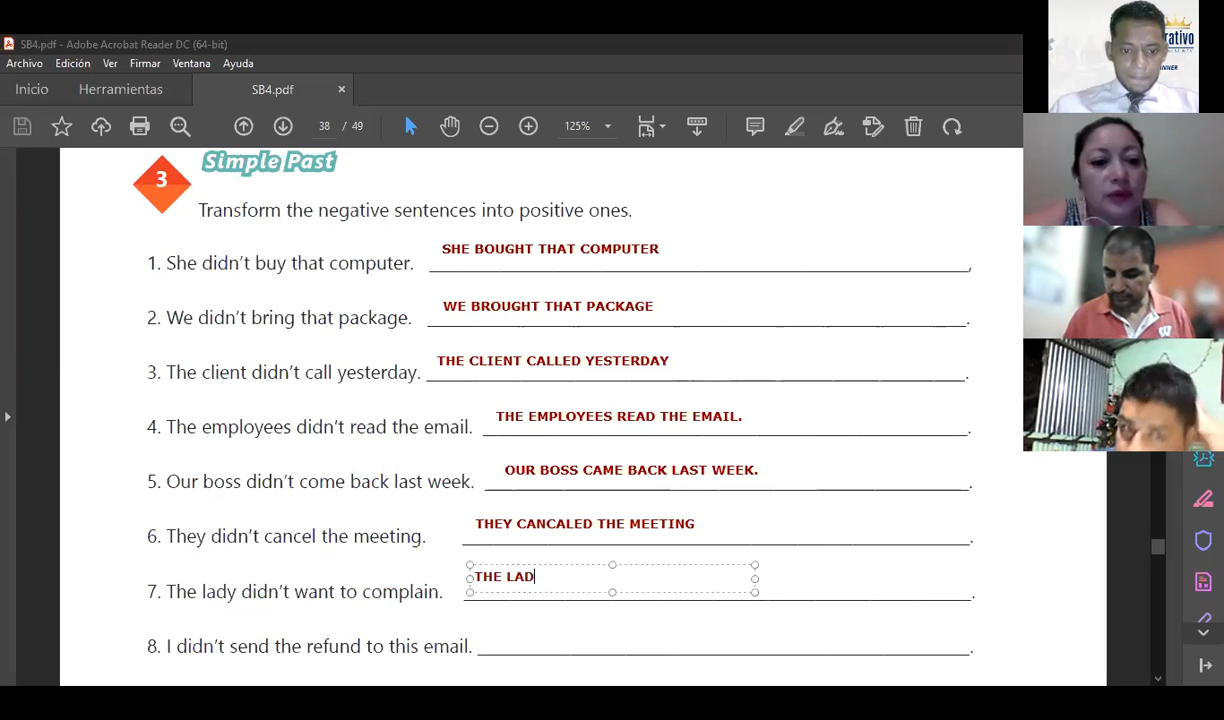 SB4.pdf - Adobe Acrobat Reader DC (64-bit)
Archivo Edición Ver Firmar Ventana Ayuda
Inicio Herramientas SB4.pdf ×
38 / 49 125%
3 Simple Past
Transform the negative sentences into positive ones.
1. She didn't buy that computer. SHE BOUGHT THAT COMPUTER ,
2. We didn't bring that package. WE BROUGHT THAT PACKAGE .
3. The client didn't call yesterday. THE CLIENT CALLED YESTERDAY .
4. The employees didn't read the email. THE EMPLOYEES READ THE EMAIL. .
5. Our boss didn't come back last week. OUR BOSS CAME BACK LAST WEEK. .
6. They didn't cancel the meeting. THEY CANCALED THE MEETING .
7. The lady didn't want to complain. THE LAD .
8. I didn't send the refund to this email. .
rativo
NNER